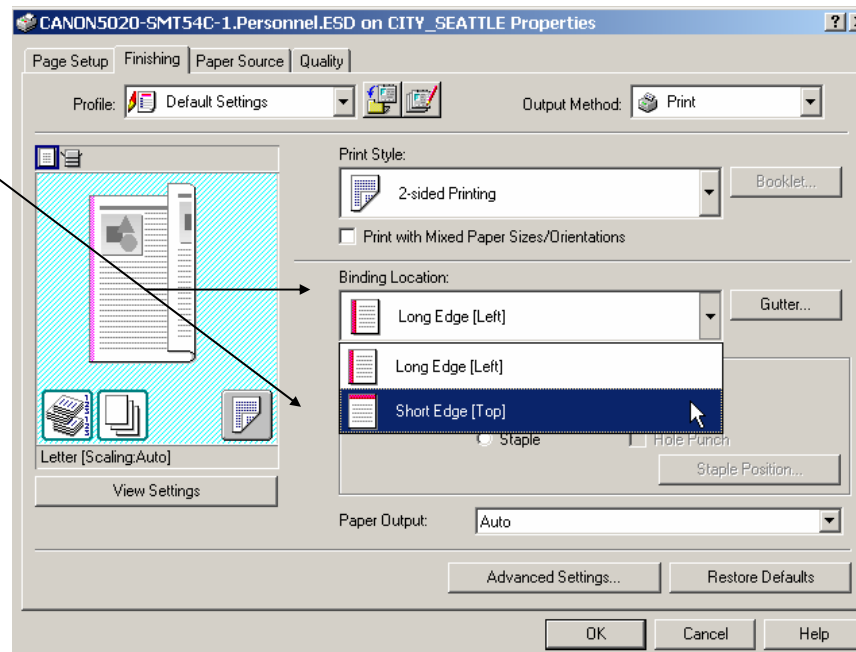 CANON5020-SMT54C-1.Personnel.ESD on CITY_SEATTLE Properties
Page Setup Finishing Paper Source Quality
Profile: Default Settings Output Method: Print
Print Style:
2-sided Printing Booklet...
Print with Mixed Paper Sizes/Orientations
Binding Location:
Long Edge [Left] Gutter...
Long Edge [Left]
Short Edge [Top]
Staple Hole Punch
Letter [Scaling:Auto]
Staple Position...
View Settings
Paper Output: Auto
Advanced Settings... Restore Defaults
OK Cancel Help